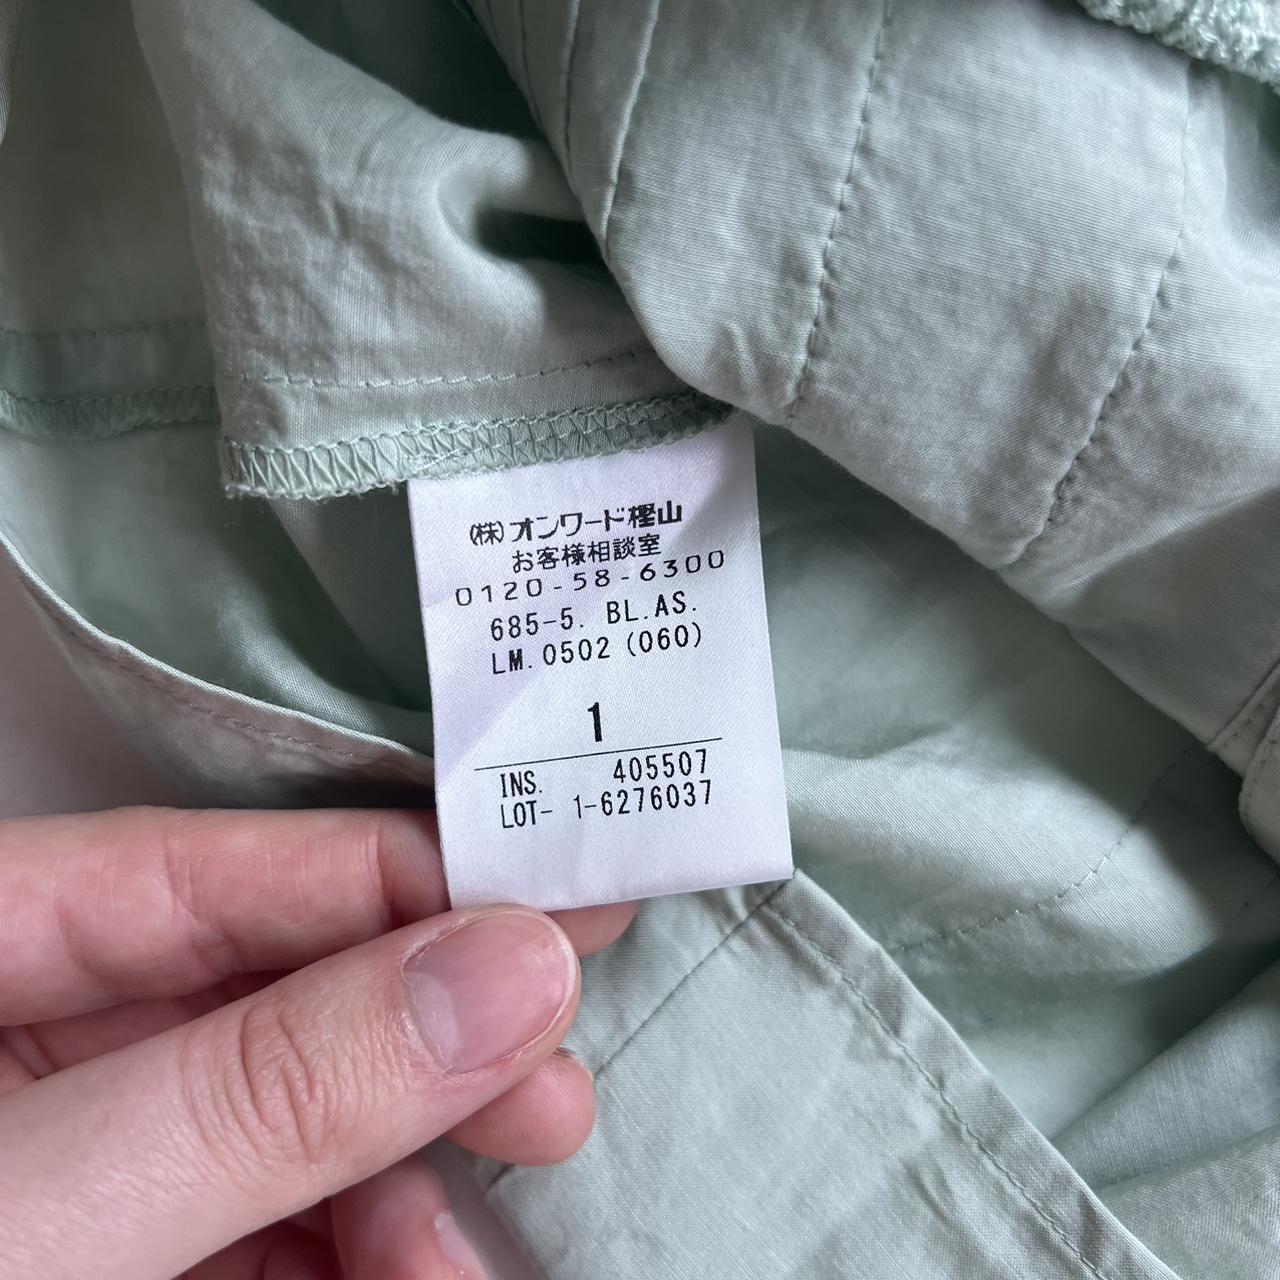 (株)オンワード樫山
お客様相談室
0120-58-6300
685-5. BL.AS.
LM.0502 (060)
1
INS. 405507
LOT- 1-6276037